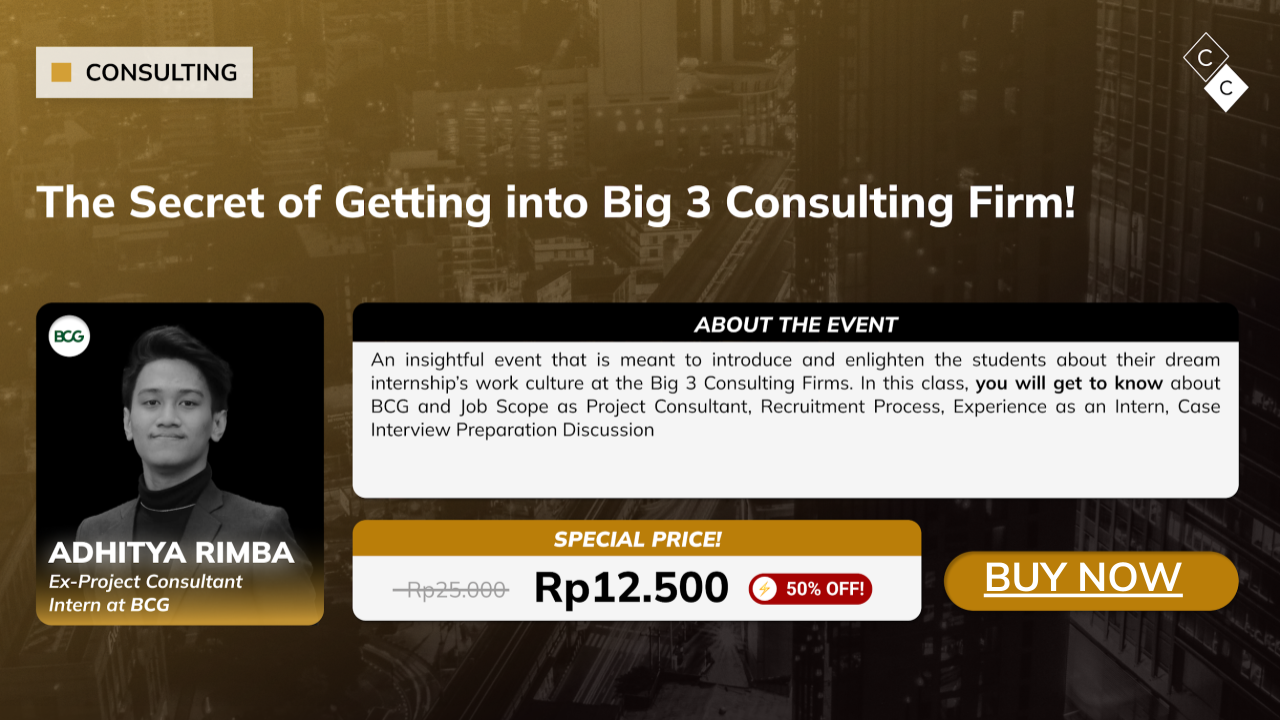 CONSULTING
C
C
The Secret of Getting into Big 3 Consulting Firm!
BCG
ADHITYA RIMBA
Ex-Project Consultant
Intern at BCG
ABOUT THE EVENT
An insightful event that is meant to introduce and enlighten the students about their dream
internship's work culture at the Big 3 Consulting Firms. In this class, you will get to know about
BCG and Job Scope as Project Consultant, Recruitment Process, Experience as an Intern, Case
Interview Preparation Discussion
SPECIAL PRICE!
Rp25.000 Rp12.500 50% OFF!
BUY NOW